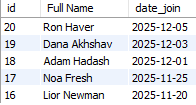 id Full Name date_join
20 Ron Haver 2025-12-05
19 Dana Akhshav 2025-12-03
18 Adam Hadash 2025-12-01
17 Noa Fresh 2025-11-25
16 Lior Newman 2025-11-20